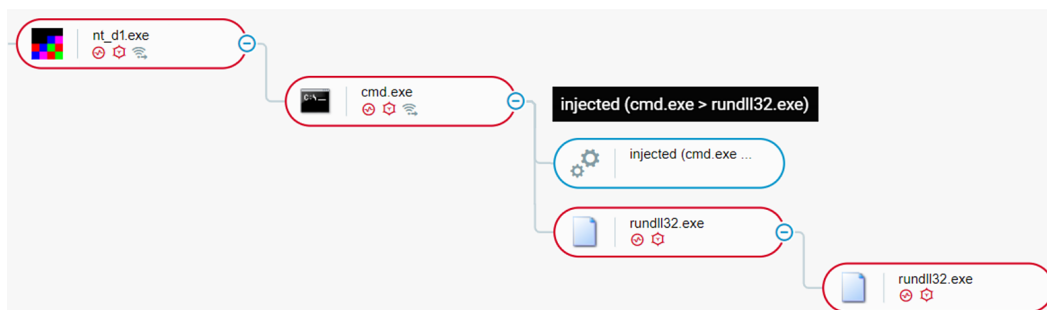 nt_d1.exe
cmd.exe
injected (cmd.exe > rundll32.exe)
injected (cmd.exe ...
rundll32.exe
rundll32.exe